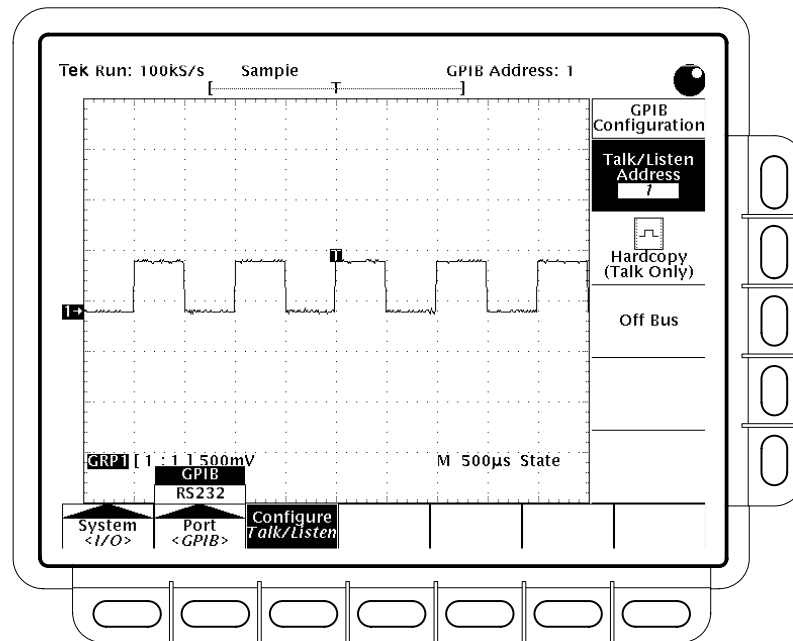 Tek Run: 100kS/s Sample GPIB Address: 1
[ T ]
GPIB
Configuration
Talk/Listen
Address
1
Hardcopy
(Talk Only)
Off Bus
T
1→
GRP1 [ 1 : 1 ] 500mV M 500µs State
GPIB
RS232
System
<I/O>
Port
<GPIB>
Configure
Talk/Listen